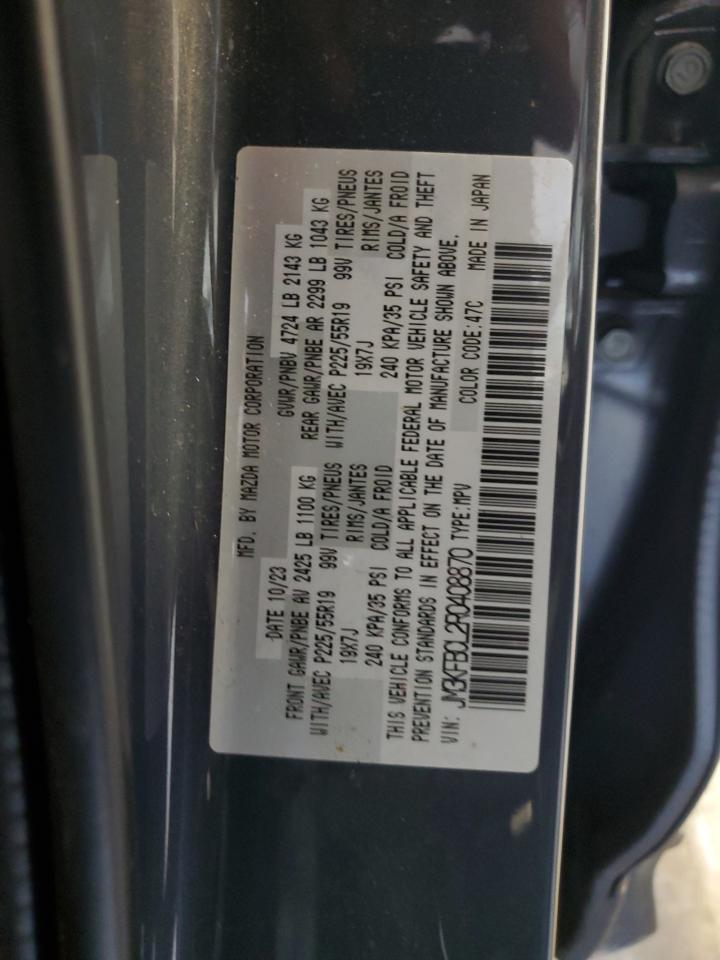 MFD. BY MAZDA MOTOR CORPORATION
DATE 10/23 GVWR/PNBV 4724 LB 2143 KG
FRONT GAWR/PNBE AV 2425 LB 1100 KG REAR GAWR/PNBE AR 2299 LB 1043 KG
WITH/AVEC P225/55R19 99V TIRES/PNEUS WITH/AVEC P225/55R19 99V TIRES/PNEUS
19X7J RIMS/JANTES 19X7J RIMS/JANTES
240 KPA/35 PSI COLD/A FROID 240 KPA/35 PSI COLD/A FROID
THIS VEHICLE CONFORMS TO ALL APPLICABLE FEDERAL MOTOR VEHICLE SAFETY AND THEFT
PREVENTION STANDARDS IN EFFECT ON THE DATE OF MANUFACTURE SHOWN ABOVE.
VIN: JM3KFBCL2R0408870 TYPE:MPV COLOR CODE:47C MADE IN JAPAN